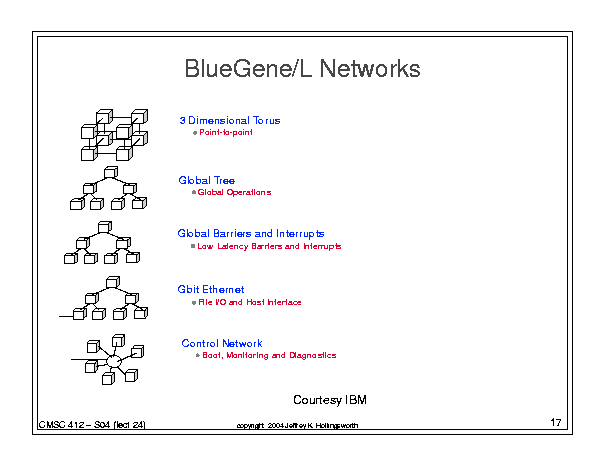 BlueGene/L Networks
3 Dimensional Torus
Point-to-point
Global Tree
Global Operations
Global Barriers and Interrupts
Low Latency Barriers and Interrupts
Gbit Ethernet
File I/O and Host Interface
Control Network
Boot, Monitoring and Diagnostics
Courtesy IBM
CMSC 412 – S04 (lect 24)
copyright 2004 Jeffrey K. Hollingsworth
17